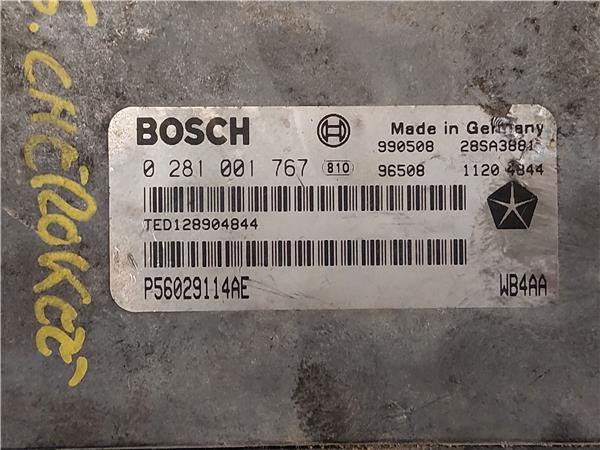 G. CHEROKEE
BOSCH Made in Germany
990508 28SA3881
0 281 001 767 810 96508 1120 4844
TED128904844
P56029114AE WB4AA